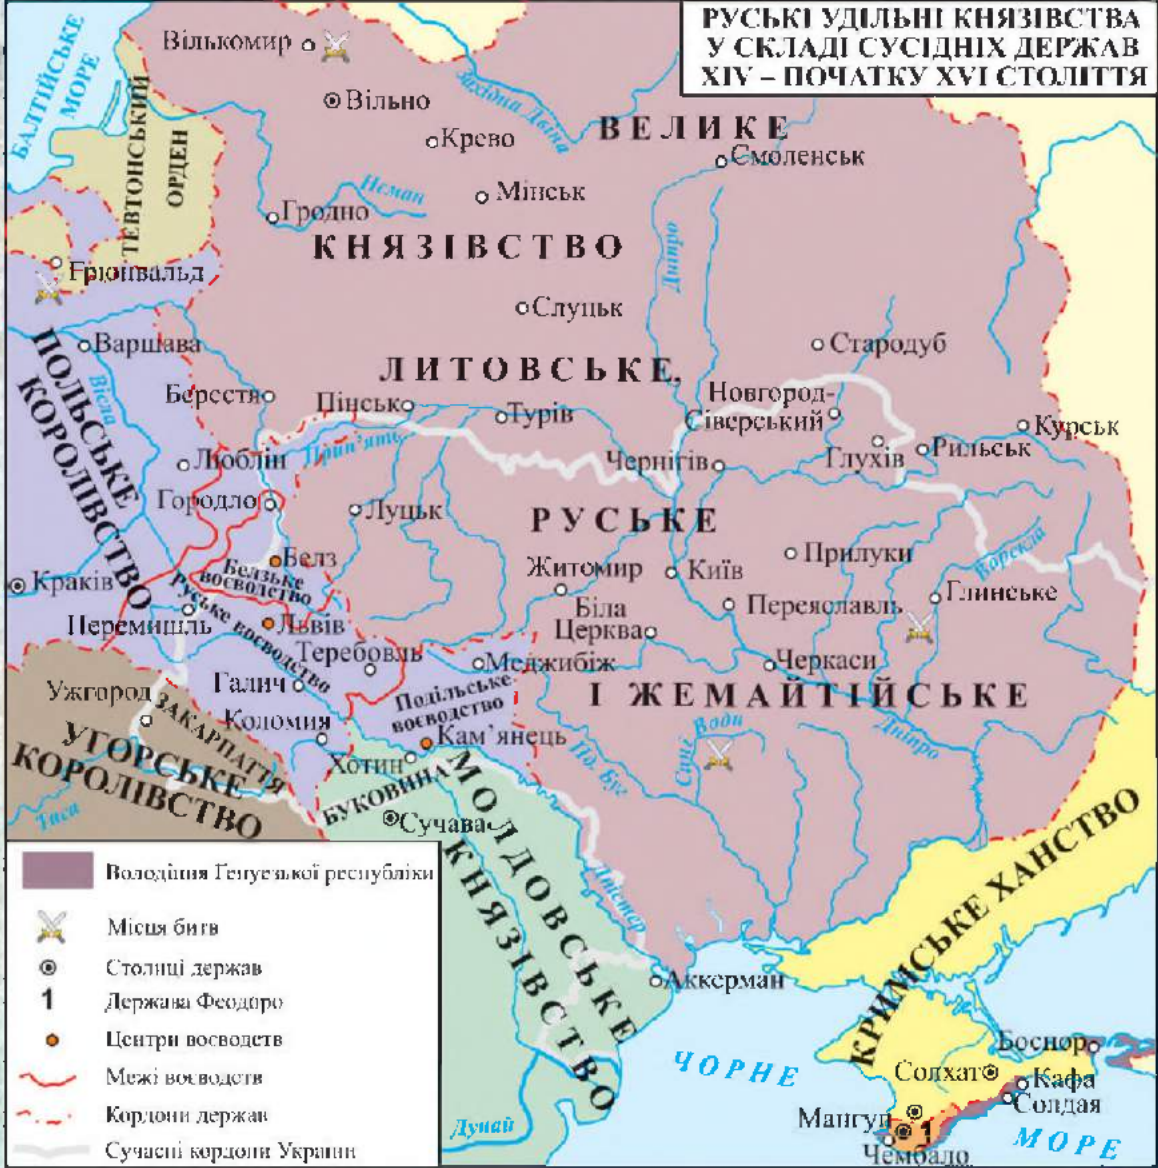 РУСЬКІ УДІЛЬНІ КНЯЗІВСТВА
У СКЛАДІ СУСІДНІХ ДЕРЖАВ
XIV – ПОЧАТКУ XVI СТОЛІТТЯ
БАЛТІЙСЬКЕ
МОРЕ
ТЕВТОНСЬКИЙ
ОРДЕН
Вількомир
Вільно
Крево
Західна Двіна
ВЕЛИКЕ
Смоленськ
Мінськ
Неман
Гродно
КНЯЗІВСТВО
Дніпро
Грюнвальд
Слуцьк
Варшава
Вісла
ПОЛЬСЬКЕ
КОРОЛІВСТВО
ЛИТОВСЬКЕ,
Стародуб
Берестя
Пінськ
Турів
Новгород-
Сіверський
Курськ
Прип'ять
Люблін
Чернігів
Глухів
Рильськ
Городло
Луцьк
РУСЬКЕ
Белз
Белзьке
воєводство
Житомир
Київ
Прилуки
Ворскла
Краків
Руське воєводство
Біла
Церква
Переяславль
Глинське
Перемишль
Львів
Теребовль
Меджибіж
Черкаси
Ужгород
ЗАКАРПАТТЯ
Галич
Подільське
воєводство
І ЖЕМАЙТІЙСЬКЕ
Коломия
Кам'янець
Сині Води
Дніпро
УГОРСЬКЕ
КОРОЛІВСТВО
Хотин
Пд. Буг
БУКОВИНА
Тиса
Сучава
МОЛДОВСЬКЕ
КНЯЗІВСТВО
Дністер
КРИМСЬКЕ ХАНСТВО
Аккерман
Дунай
ЧОРНЕ
МОРЕ
Боспор
Солхат
Кафа
Солдая
Мангуп
1
Чембало
Володіння Генуезької республіки
Місця битв
Столиці держав
1 Держава Феодоро
Центри воєводств
Межі воєводств
Кордони держав
Сучасні кордони України